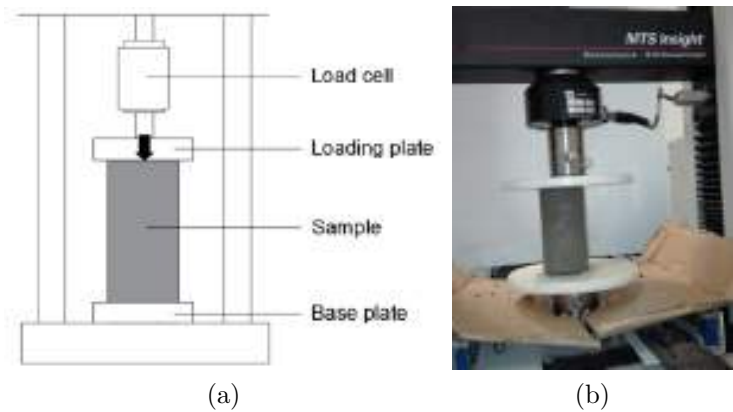 Load cell
Loading plate
Sample
Base plate
MTS Insight
(a)
(b)